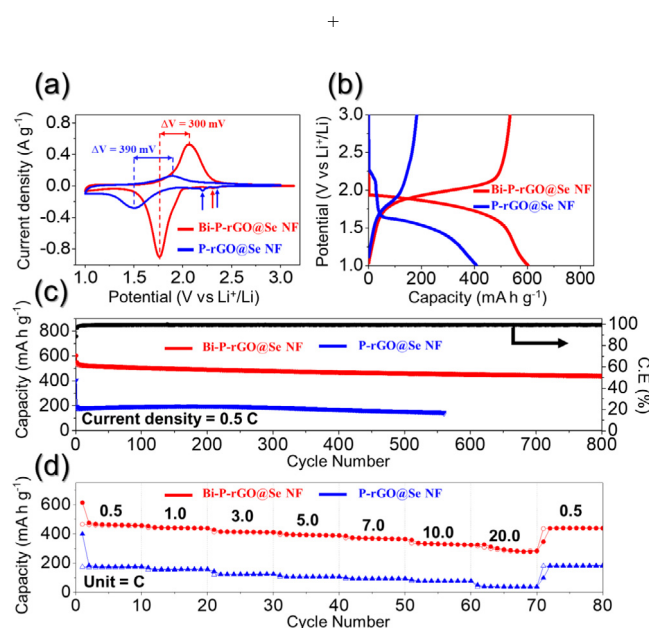 +
(a)
(b)
ΔV = 300 mV
ΔV = 390 mV
Current density (A g⁻¹)
0.8
0.4
0.0
-0.4
-0.8
1.0 1.5 2.0 2.5 3.0
Potential (V vs Li⁺/Li)
Bi-P-rGO@Se NF
P-rGO@Se NF
Potential (V vs Li⁺/Li)
3.0
2.5
2.0
1.5
1.0
0 200 400 600 800
Capacity (mA h g⁻¹)
Bi-P-rGO@Se NF
P-rGO@Se NF
(c)
Capacity (mAh g⁻¹)
800
600
400
200
0
Bi-P-rGO@Se NF P-rGO@Se NF
Current density = 0.5 C
100
80
60
40
20
0
C.E (%)
0 100 200 300 400 500 600 700 800
Cycle Number
(d)
Capacity (mAh g⁻¹)
600
400
200
0
Bi-P-rGO@Se NF P-rGO@Se NF
0.5 1.0 3.0 5.0 7.0 10.0 20.0 0.5
Unit = C
0 10 20 30 40 50 60 70 80
Cycle Number